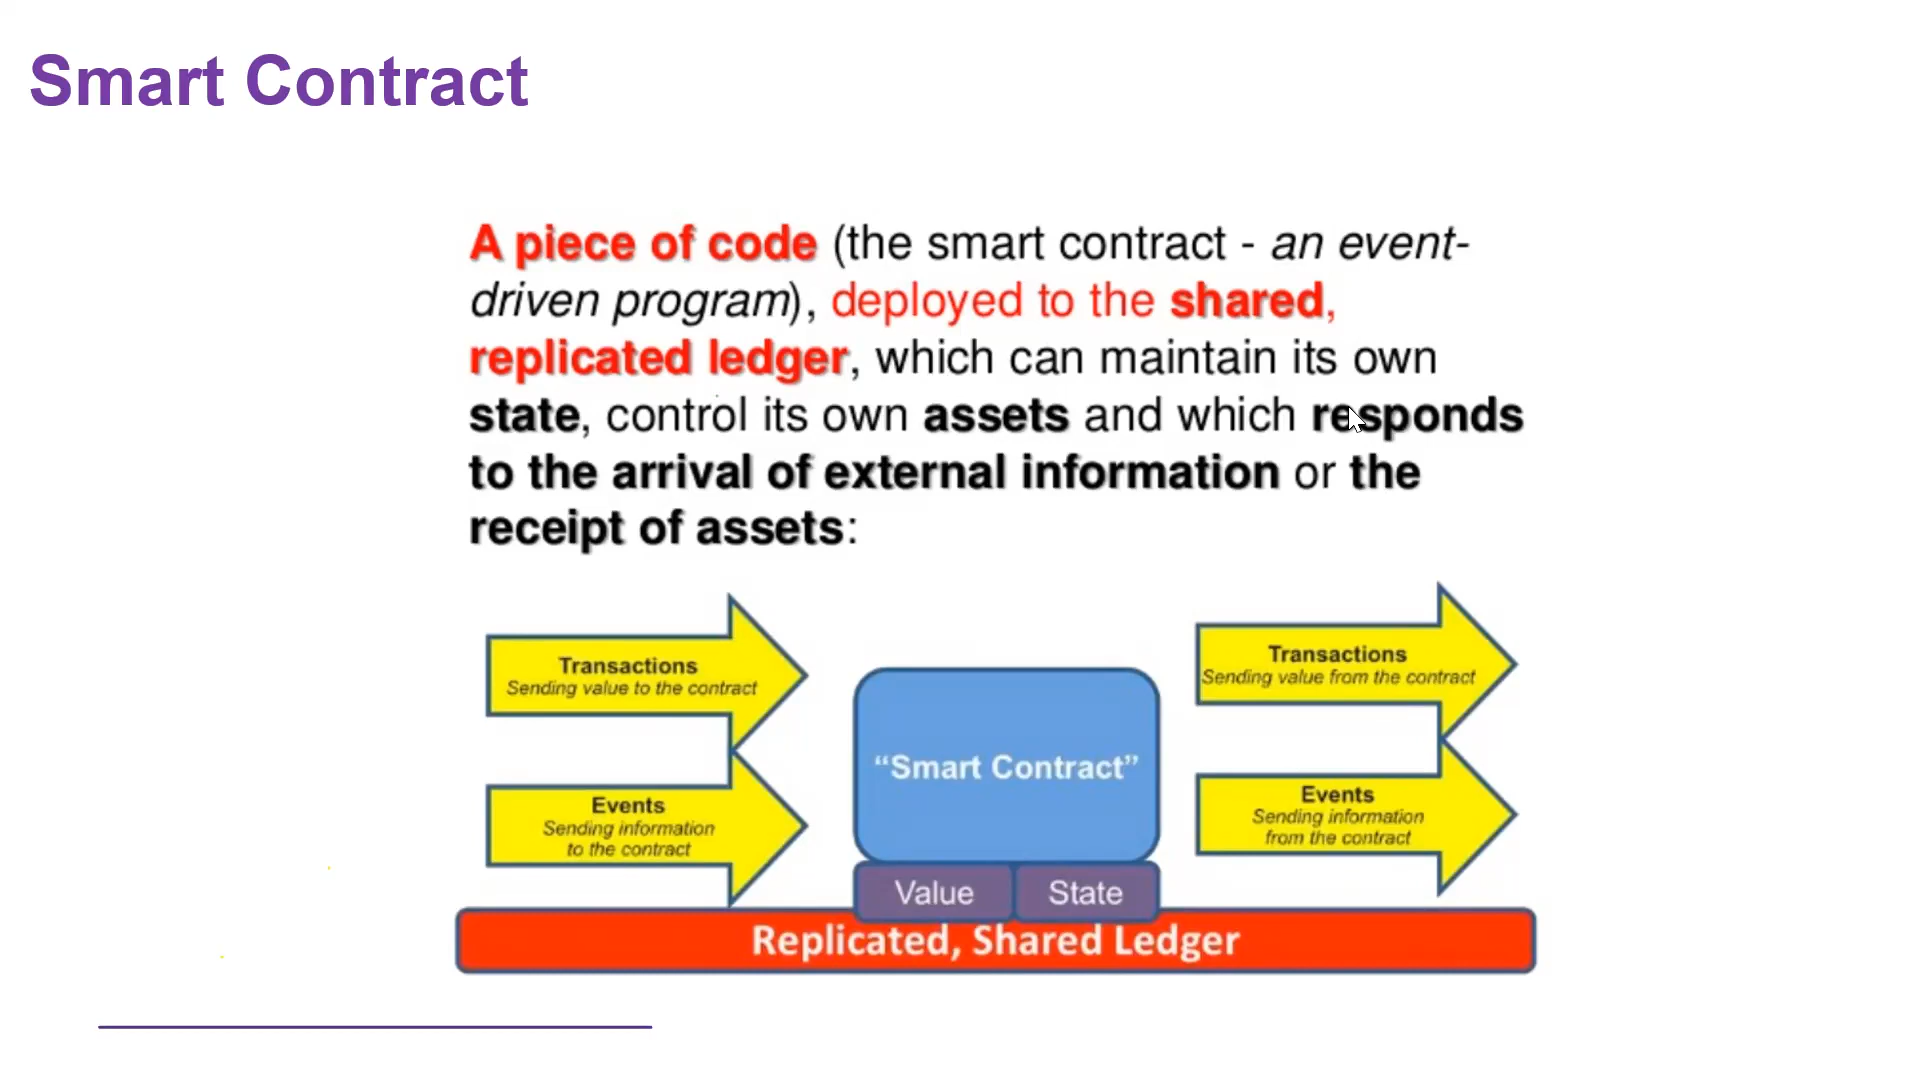 Smart Contract
A piece of code (the smart contract - an event-
driven program), deployed to the shared,
replicated ledger, which can maintain its own
state, control its own assets and which responds
to the arrival of external information or the
receipt of assets:
Transactions
Sending value to the contract
Events
Sending information
to the contract
“Smart Contract”
Value
State
Transactions
Sending value from the contract
Events
Sending information
from the contract
Replicated, Shared Ledger